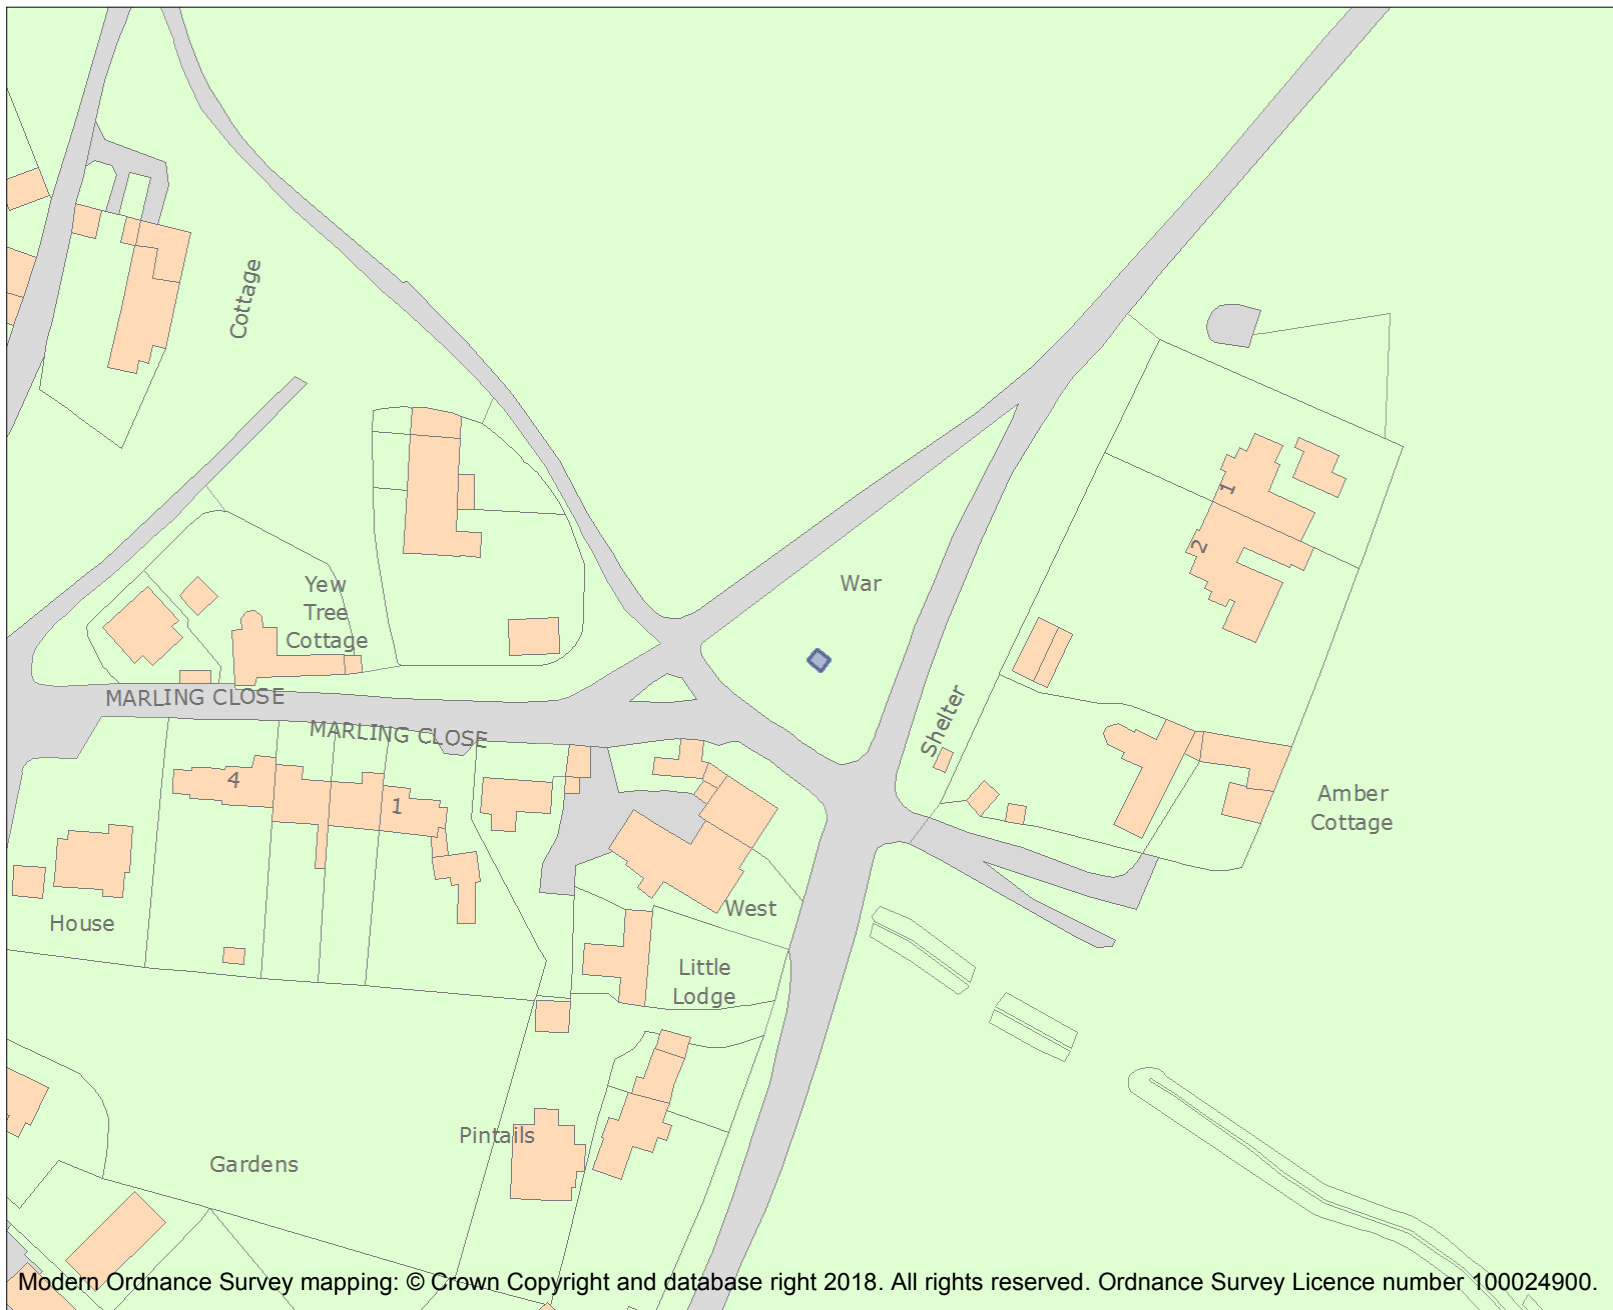 Cottage
Yew
Tree
Cottage
War
1
2
MARLING CLOSE
MARLING CLOSE
Shelter
4
1
Amber
Cottage
House
West
Little
Lodge
Pintails
Gardens
Modern Ordnance Survey mapping: © Crown Copyright and database right 2018. All rights reserved. Ordnance Survey Licence number 100024900.